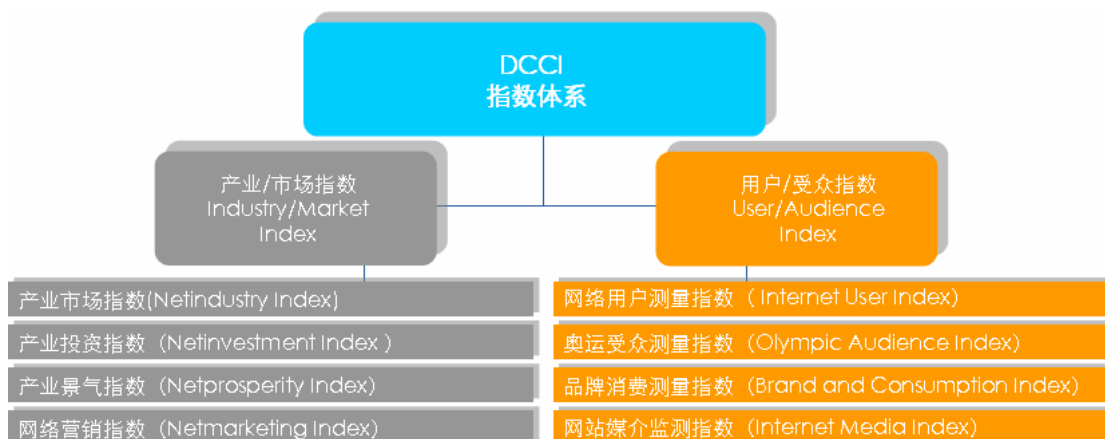 DCCI
指数体系
产业/市场指数
Industry/Market
Index
用户/受众指数
User/Audience
Index
产业市场指数(Netindustry Index)
产业投资指数（Netinvestment Index ）
产业景气指数（Netprosperity Index）
网络营销指数（Netmarketing Index）
网络用户测量指数（ Internet User Index）
奥运受众测量指数（Olympic Audience Index）
品牌消费测量指数（Brand and Consumption Index）
网站媒介监测指数（Internet Media Index）